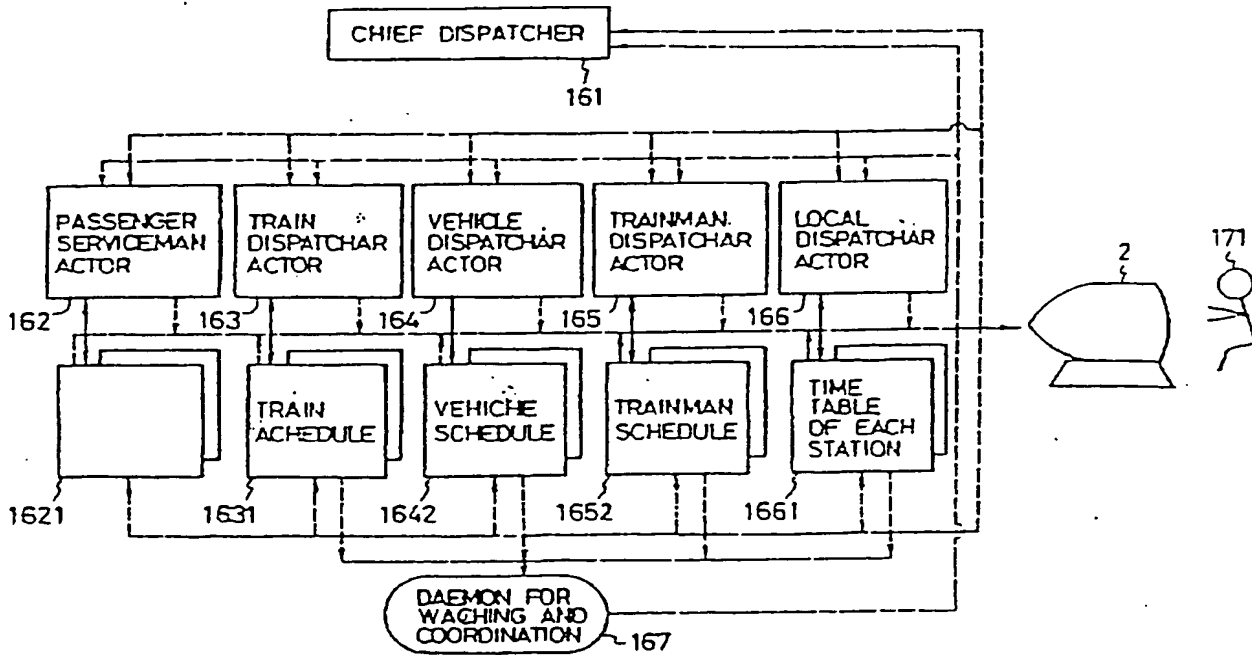 CHIEF DISPATCHER
161
PASSENGER
SERVICEMAN
ACTOR
TRAIN
DISPATCHAR
ACTOR
VEHICLE
DISPATCHAR
ACTOR
TRAINMAN.
DISPATCHAR
ACTOR
LOCAL
DISPATCHAR
ACTOR
2
171
162
163
164
165
166
TRAIN
ACHEDULE
VEHICHE
SCHEDULE
TRAINMAN
SCHEDULE
TIME
TABLE
OF EACH
STATION
1621
1631
1642
1652
1661
DAEMON FOR
WACHING AND
COORDINATION
167